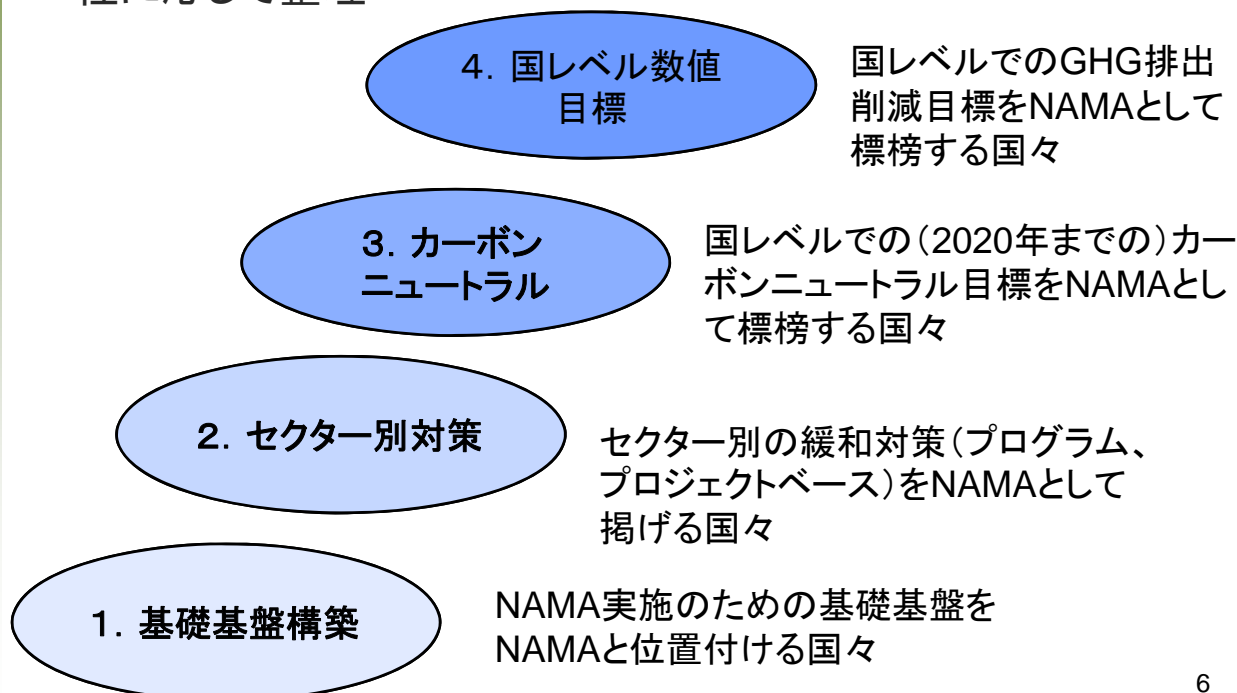 ４．国レベル数値
目標
国レベルでのGHG排出
削減目標をNAMAとして
標榜する国々
３．カーボン
ニュートラル
国レベルでの（2020年までの）カー
ボンニュートラル目標をNAMAとし
て標榜する国々
２．セクター別対策
セクター別の緩和対策（プログラム、
プロジェクトベース）をNAMAとして
掲げる国々
１．基礎基盤構築
NAMA実施のための基礎基盤を
NAMAと位置付ける国々
6